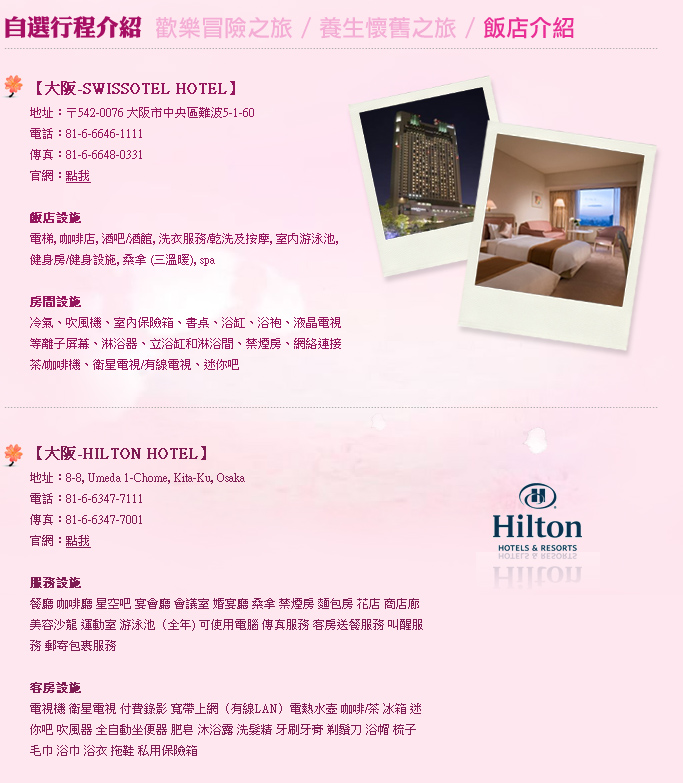 自選行程介紹 歡樂冒險之旅 / 養生懷舊之旅 / 飯店介紹
【大阪-SWISSOTEL HOTEL】
地址：〒542-0076 大阪市中央區難波5-1-60
電話：81-6-6646-1111
傳真：81-6-6648-0331
官網：點我
飯店設施
電梯, 咖啡店, 酒吧/酒館, 洗衣服務/乾洗及按摩, 室內游泳池,
健身房/健身設施, 桑拿 (三溫暖), spa
房間設施
冷氣、吹風機、室內保險箱、書桌、浴缸、浴袍、液晶電視
等離子屏幕、淋浴器、立浴缸和淋浴間、禁煙房、網絡連接
茶/咖啡機、衛星電視/有線電視、迷你吧
【大阪-HILTON HOTEL】
地址：8-8, Umeda 1-Chome, Kita-Ku, Osaka
電話：81-6-6347-7111
傳真：81-6-6347-7001
官網：點我
Hilton
HOTELS & RESORTS
服務設施
餐廳 咖啡廳 星空吧 宴會廳 會議室 婚宴廳 桑拿 禁煙房 麵包房 花店 商店廊
美容沙龍 運動室 游泳池（全年) 可使用電腦 傳真服務 客房送餐服務 叫醒服
務 郵寄包裹服務
客房設施
電視機 衛星電視 付費錄影 寬帶上網（有線LAN）電熱水壺 咖啡/茶 冰箱 迷
你吧 吹風器 全自動坐便器 肥皂 沐浴露 洗髮精 牙刷牙膏 剃鬚刀 浴帽 梳子
毛巾 浴巾 浴衣 拖鞋 私用保險箱